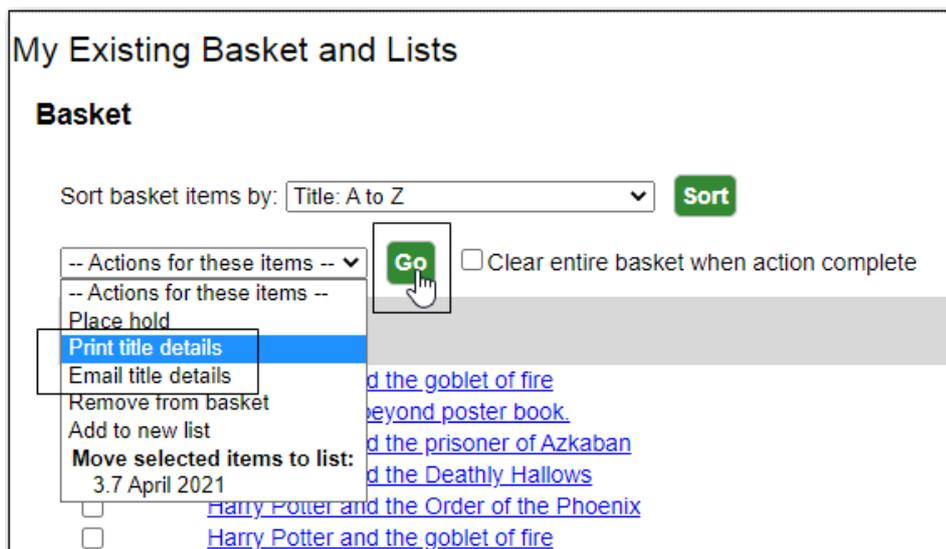 My Existing Basket and Lists
Basket
Sort basket items by: Title: A to Z Sort
-- Actions for these items -- Go Clear entire basket when action complete
-- Actions for these items --
Place hold
Print title details
Email title details
d the goblet of fire
Remove from basket
eyond poster book.
Add to new list
d the prisoner of Azkaban
Move selected items to list:
d the Deathly Hallows
3.7 April 2021
Harry Potter and the Order of the Phoenix
Harry Potter and the goblet of fire